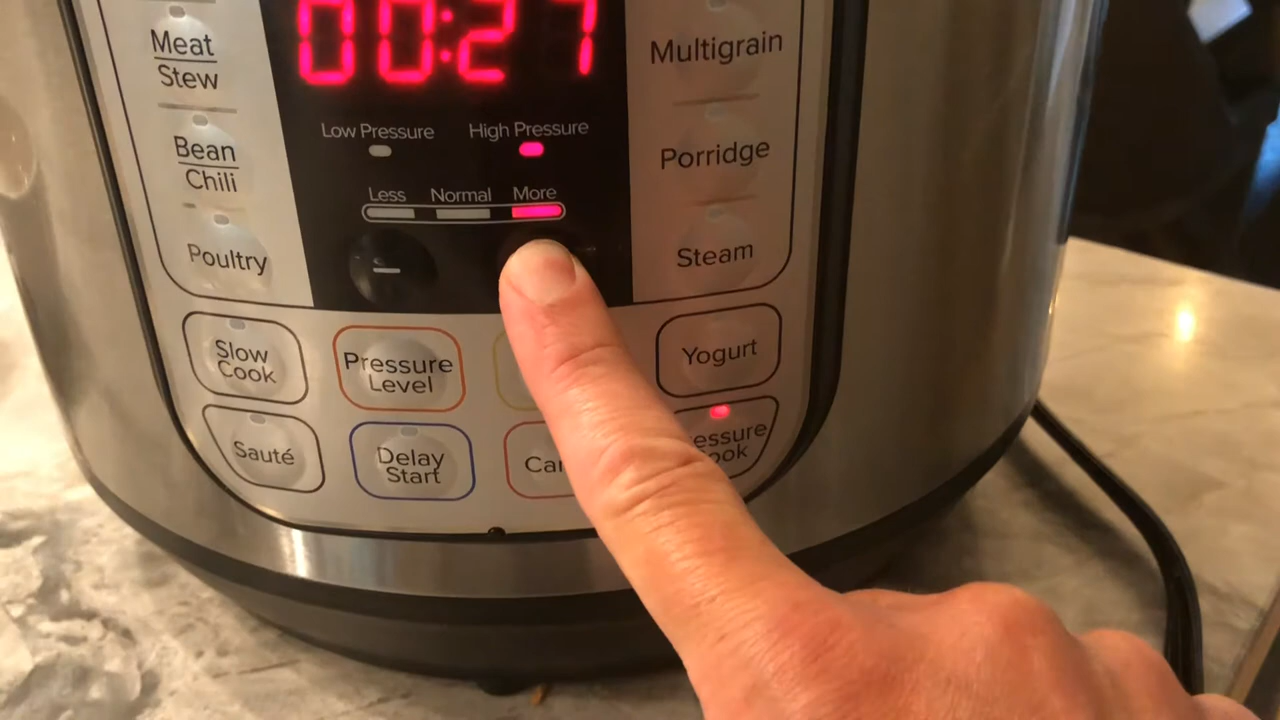 00:27
Meat
Stew
Bean
Chili
Poultry
Low Pressure
High Pressure
Less
Normal
More
−
Multigrain
Porridge
Steam
Slow
Cook
Pressure
Level
Yogurt
Sauté
Delay
Start